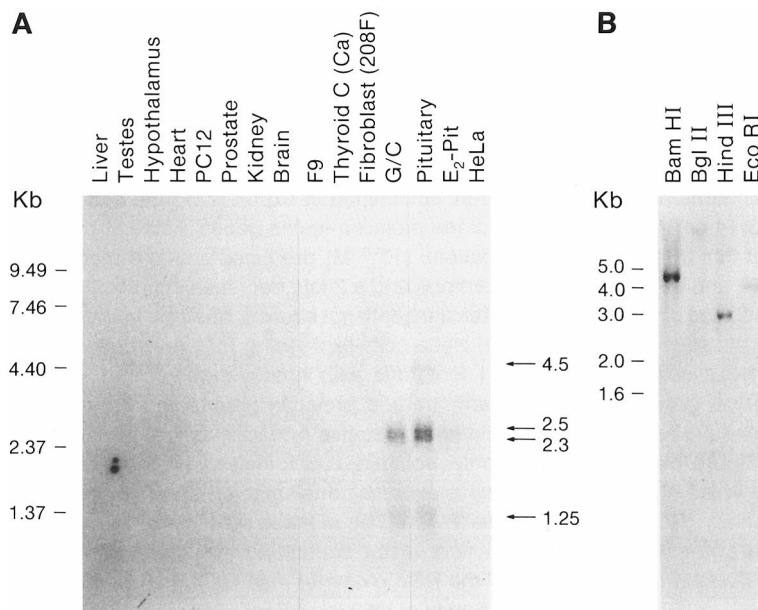 A
Liver
Testes
Hypothalamus
Heart
PC12
Prostate
Kidney
Brain
F9
Thyroid C (Ca)
Fibroblast (208F)
G/C
Pituitary
E₂-Pit
HeLa
Kb
9.49
7.46
4.40
2.37
1.37
4.5
2.5
2.3
1.25
B
Bam HI
Bgl II
Hind III
Eco RI
Kb
5.0
4.0
3.0
2.0
1.6